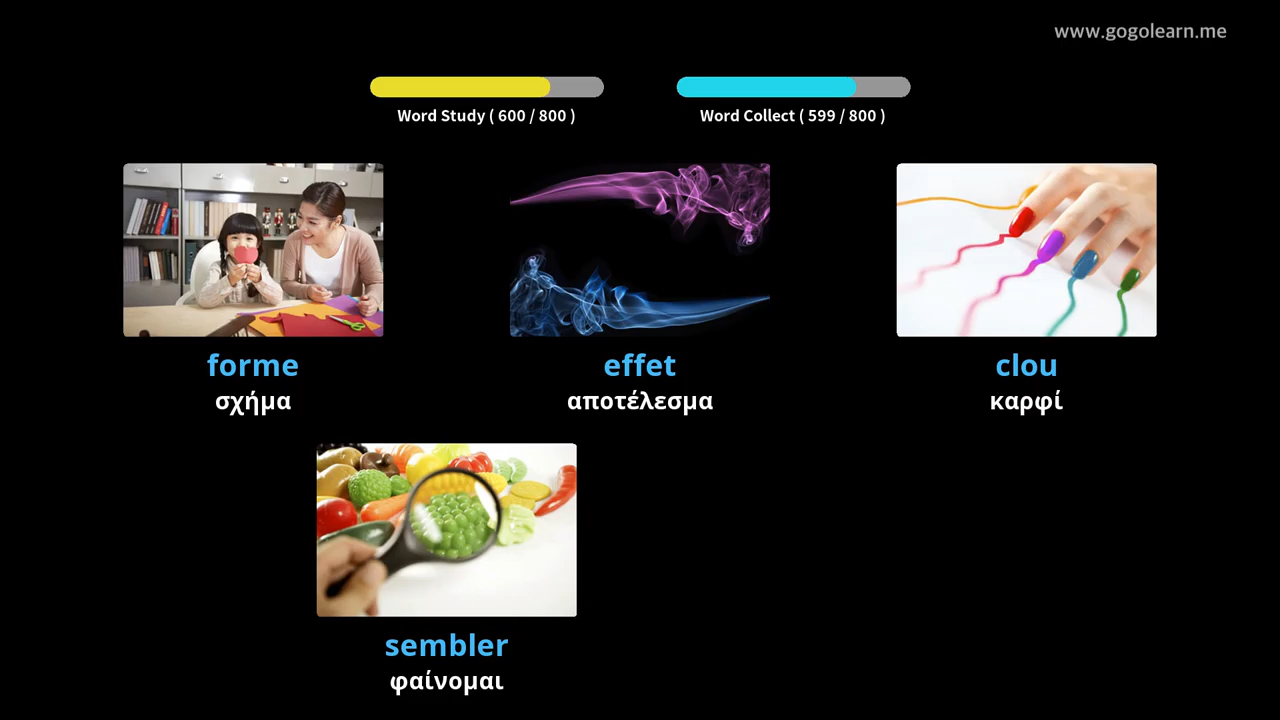 www.gogolearn.me
Word Study ( 600 / 800 )
Word Collect ( 599 / 800 )
forme
σχήμα
effet
αποτέλεσμα
clou
καρφί
sembler
φαίνομαι